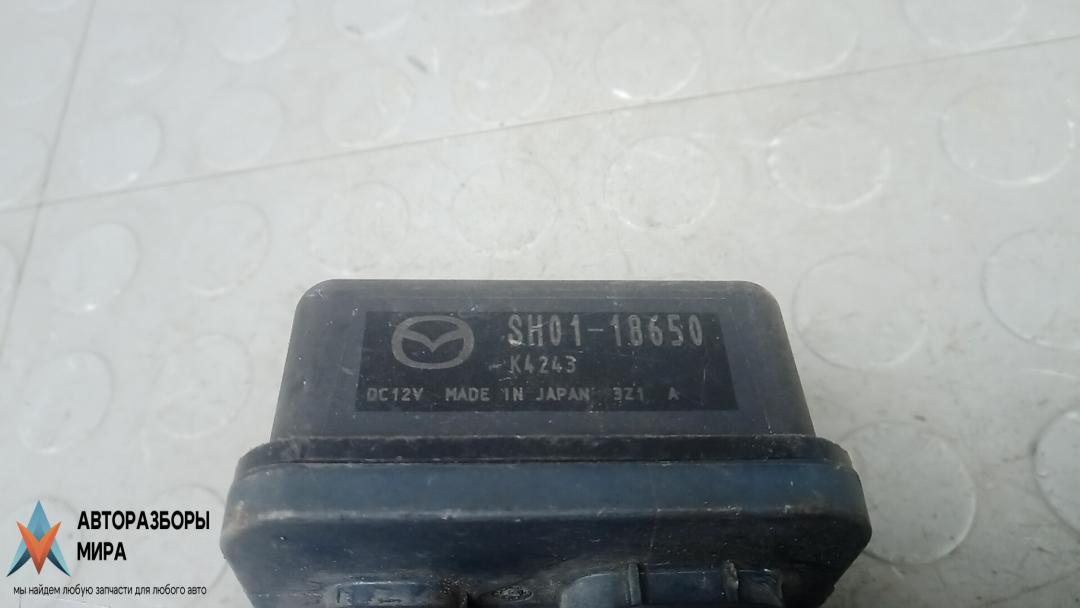 SH01-18650
K4243
DC12V MADE IN JAPAN 3Z1 A
АВТОРАЗБОРЫ
МИРА
мы найдем любую запчасти для любого авто